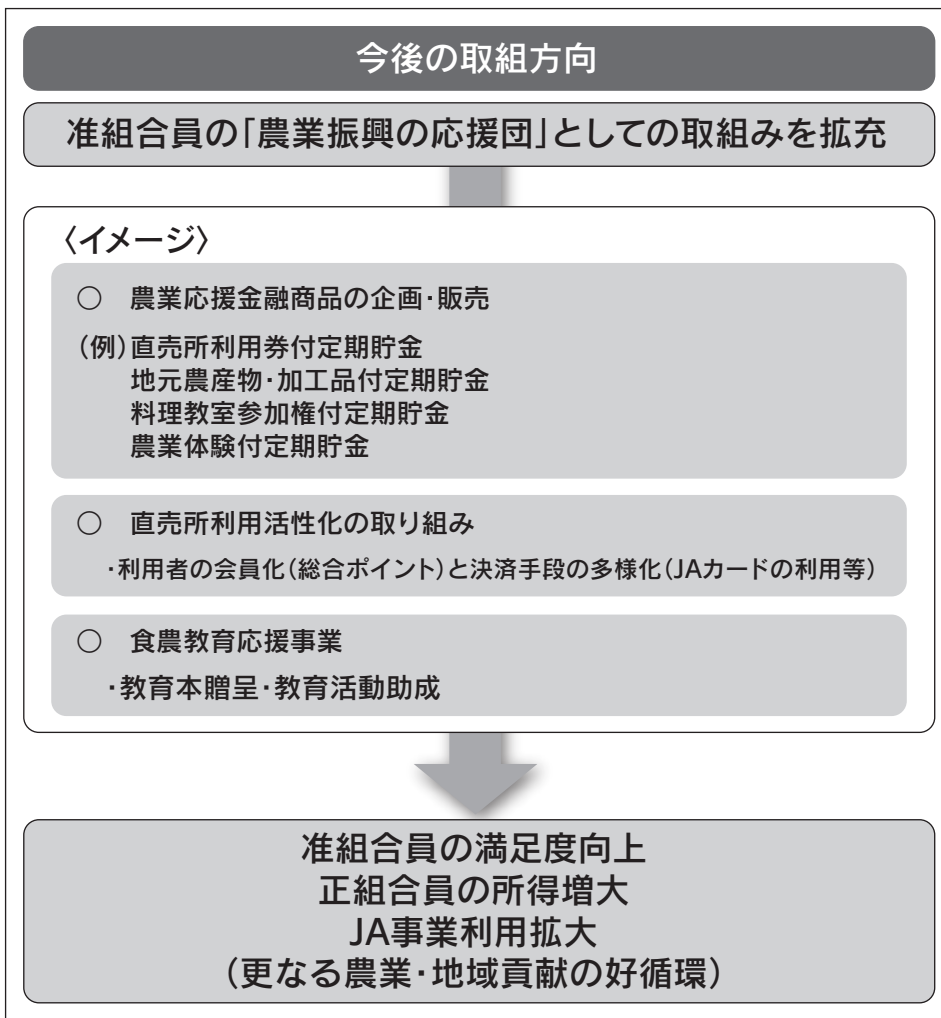 今後の取組方向
准組合員の「農業振興の応援団」としての取組みを拡充
〈イメージ〉
○　農業応援金融商品の企画・販売
（例）直売所利用券付定期貯金
地元農産物・加工品付定期貯金
料理教室参加権付定期貯金
農業体験付定期貯金
○　直売所利用活性化の取り組み
・利用者の会員化（総合ポイント）と決済手段の多様化（JAカードの利用等）
○　食農教育応援事業
・教育本贈呈・教育活動助成
准組合員の満足度向上
正組合員の所得増大
JA事業利用拡大
（更なる農業・地域貢献の好循環）